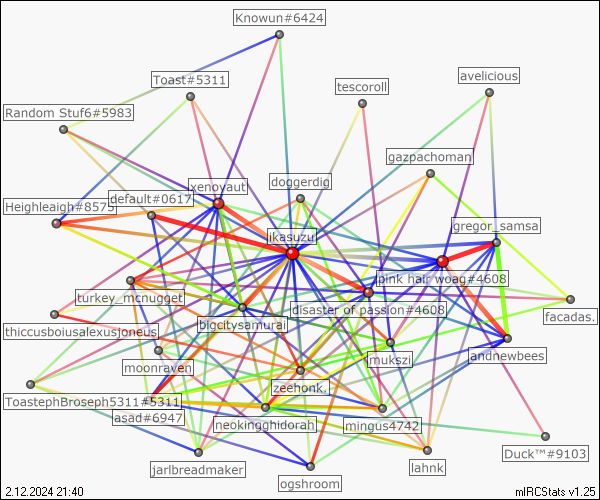 Knowun#6424
Toast#5311
avelicious
tescoroll
Random Stuf6#5983
gazpachoman
xenoyaut
doggerdig
default#0617
Heighleaigh#8575
gregor_samsa
ikasuzu
pink hair woag#4608
turkey_mcnugget
disaster of passion#4608
facadas.
bigcitysamurai
thiccusboiusalexusjoneus
mukszi
andnewbees
moonraven
zeehonk.
ToastephBroseph5311#5311
asad#6947
neokingghidorah
mingus4742
Duck™#9103
jarlbreadmaker
lahnk
ogshroom
2.12.2024 21:40
mIRCStats v1.25